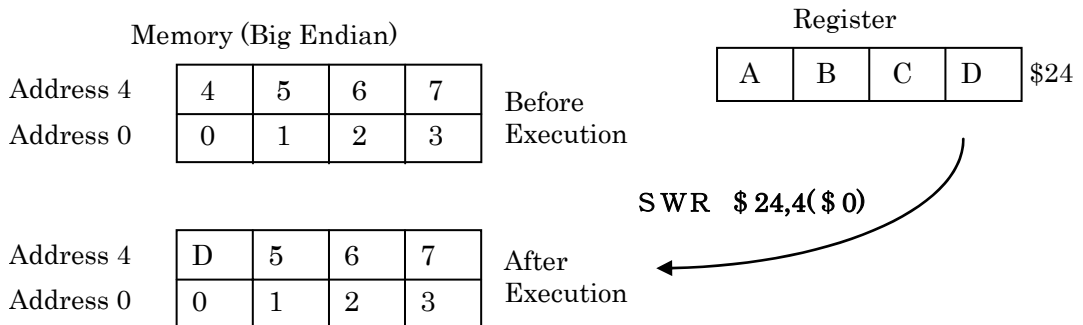 Memory (Big Endian)
Register
A B C D $24
Address 4 4 5 6 7
Address 0 0 1 2 3
Before
Execution
SWR $24,4($0)
Address 4 D 5 6 7
Address 0 0 1 2 3
After
Execution